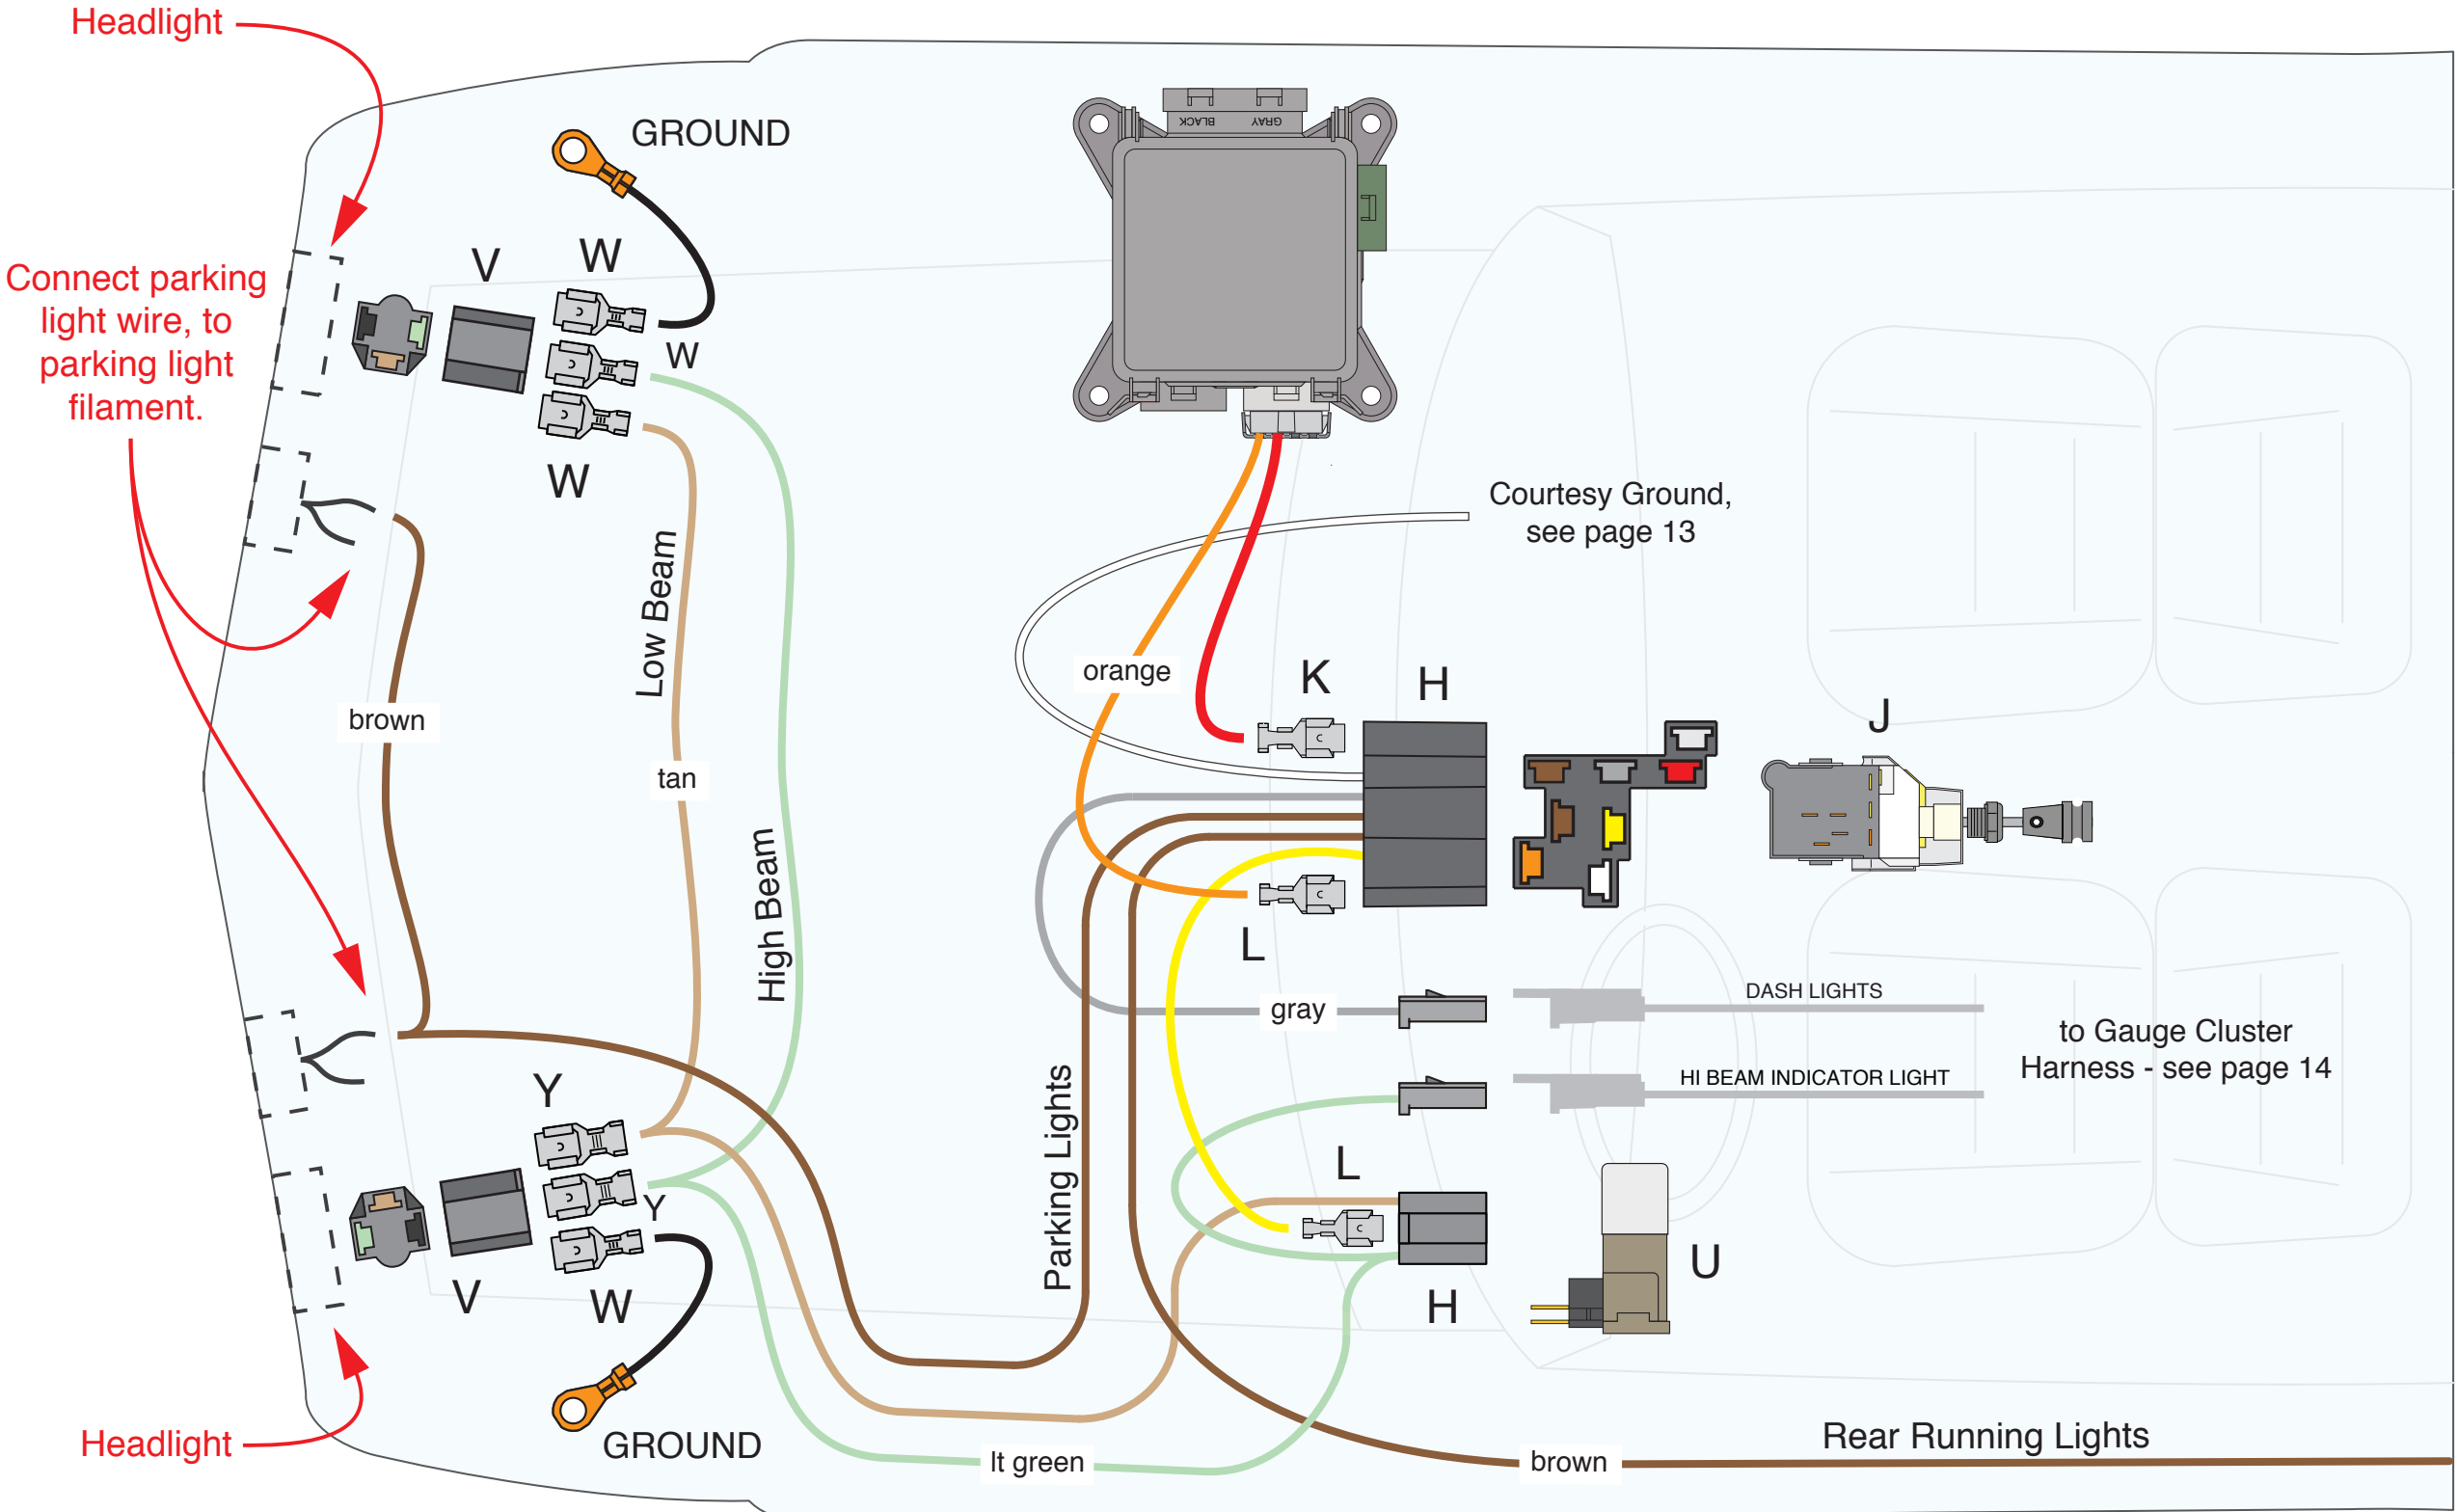 Headlight
GROUND
BLACK
GRAY
V
W
Connect parking
light wire, to
parking light
filament.
W
W
Courtesy Ground,
see page 13
Low Beam
orange
K
H
J
brown
tan
High Beam
L
DASH LIGHTS
gray
to Gauge Cluster
Harness - see page 14
HI BEAM INDICATOR LIGHT
Y
Parking Lights
L
Y
U
V
W
H
Headlight
GROUND
lt green
brown
Rear Running Lights